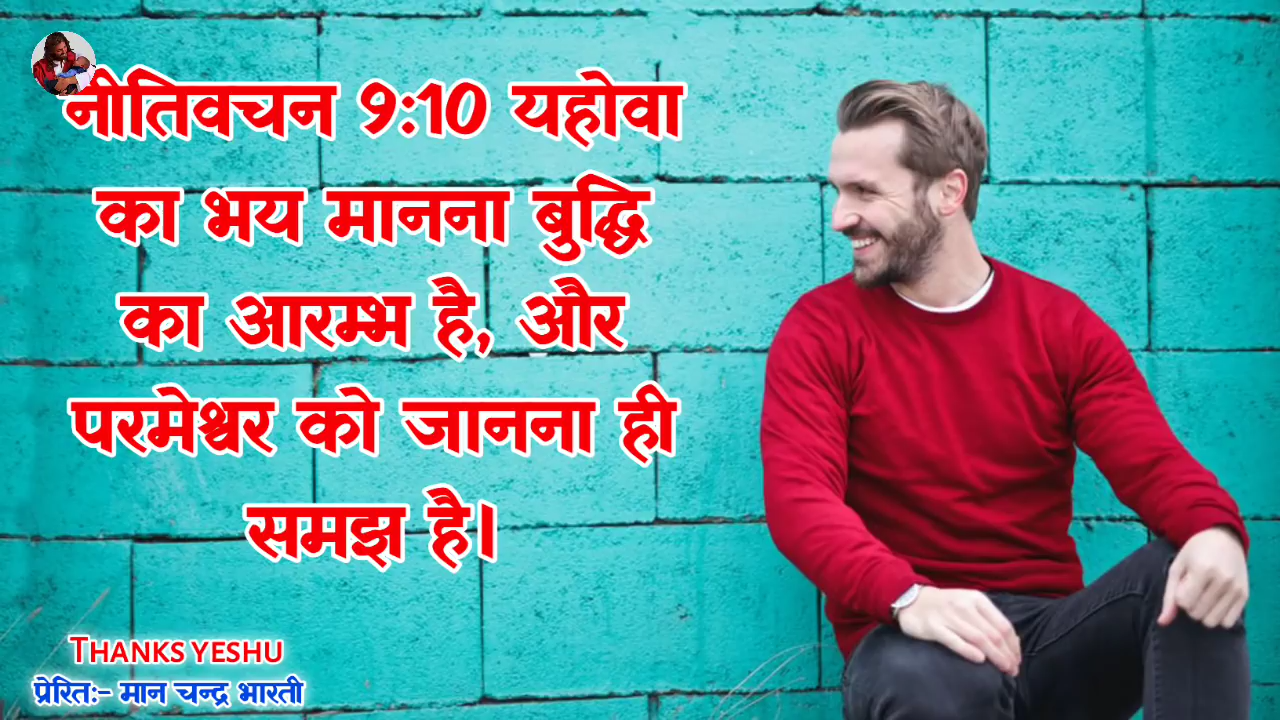 नीतिवचन 9:10 यहोवा
का भय मानना बुद्धि
का आरम्भ है, और
परमेश्वर को जानना ही
समझ है।
THANKS YESHU
प्रेरितः- मान चन्द्र भारती